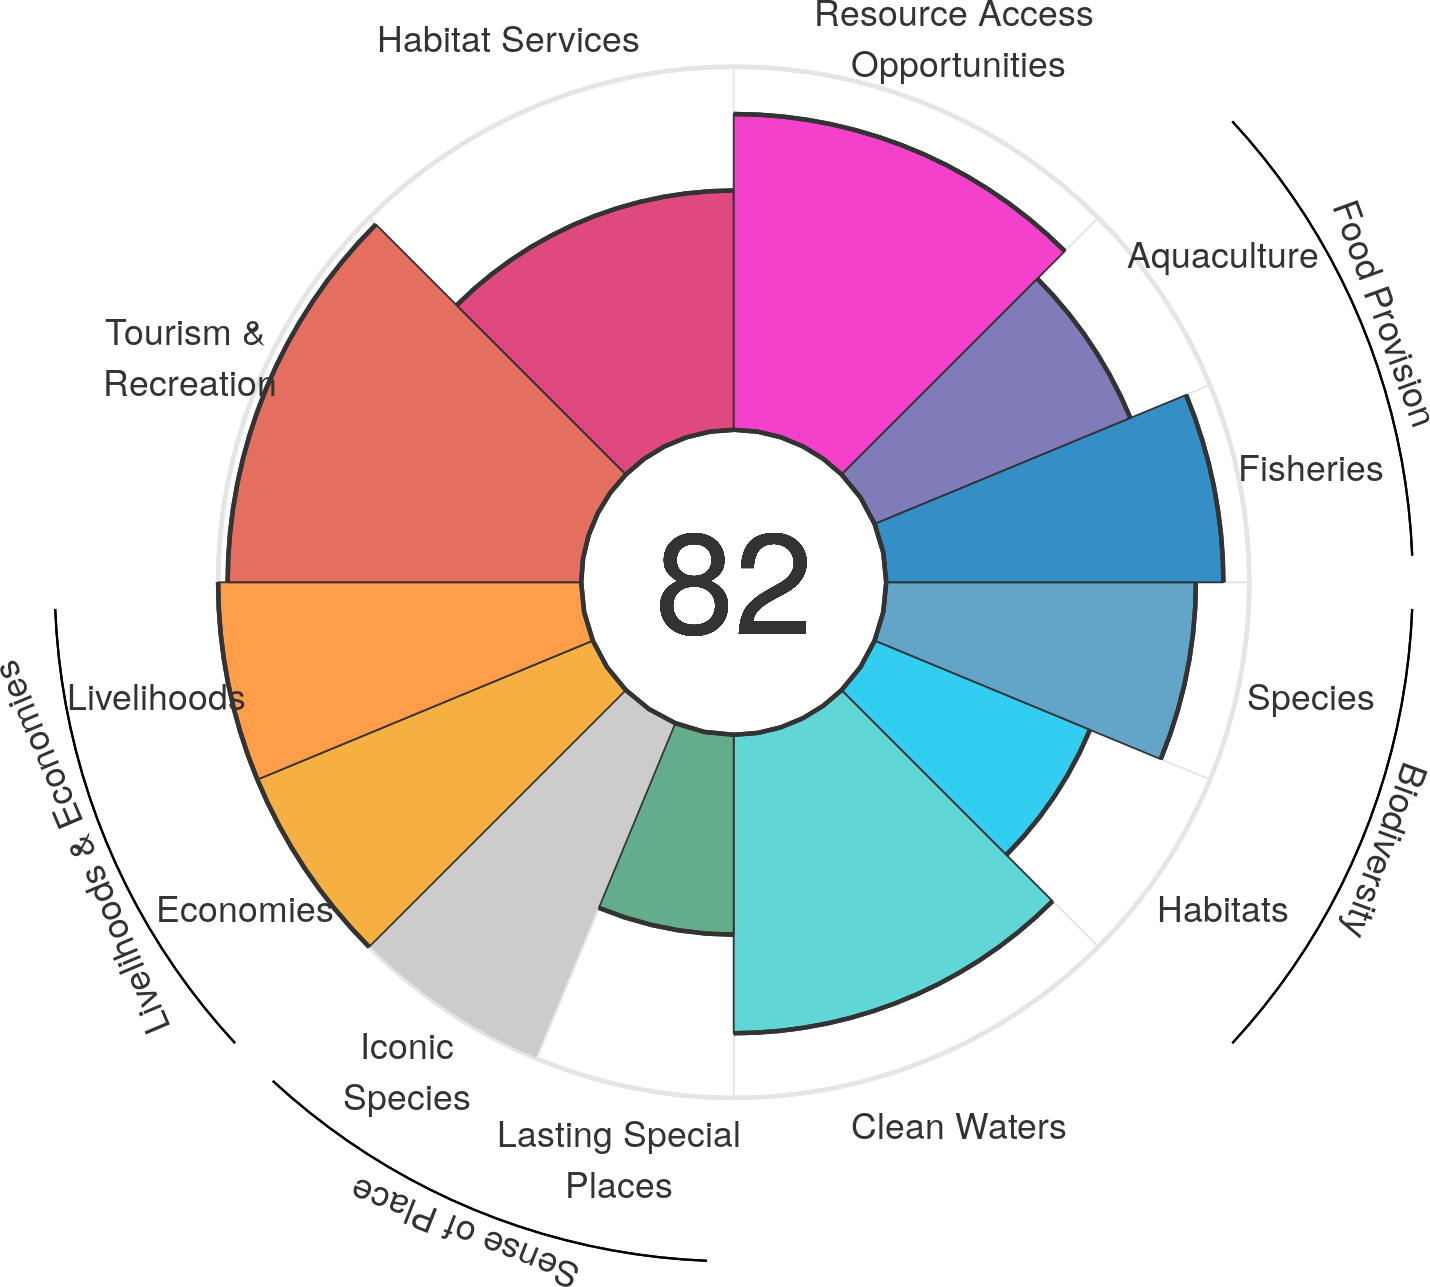 Resource Access
Opportunities
Habitat Services
Aquaculture
Food Provision
Tourism &
Recreation
Fisheries
82
Livelihoods
Species
Livelihoods & Economies
Biodiversity
Economies
Habitats
Iconic
Species
Lasting Special
Places
Clean Waters
Sense of Place